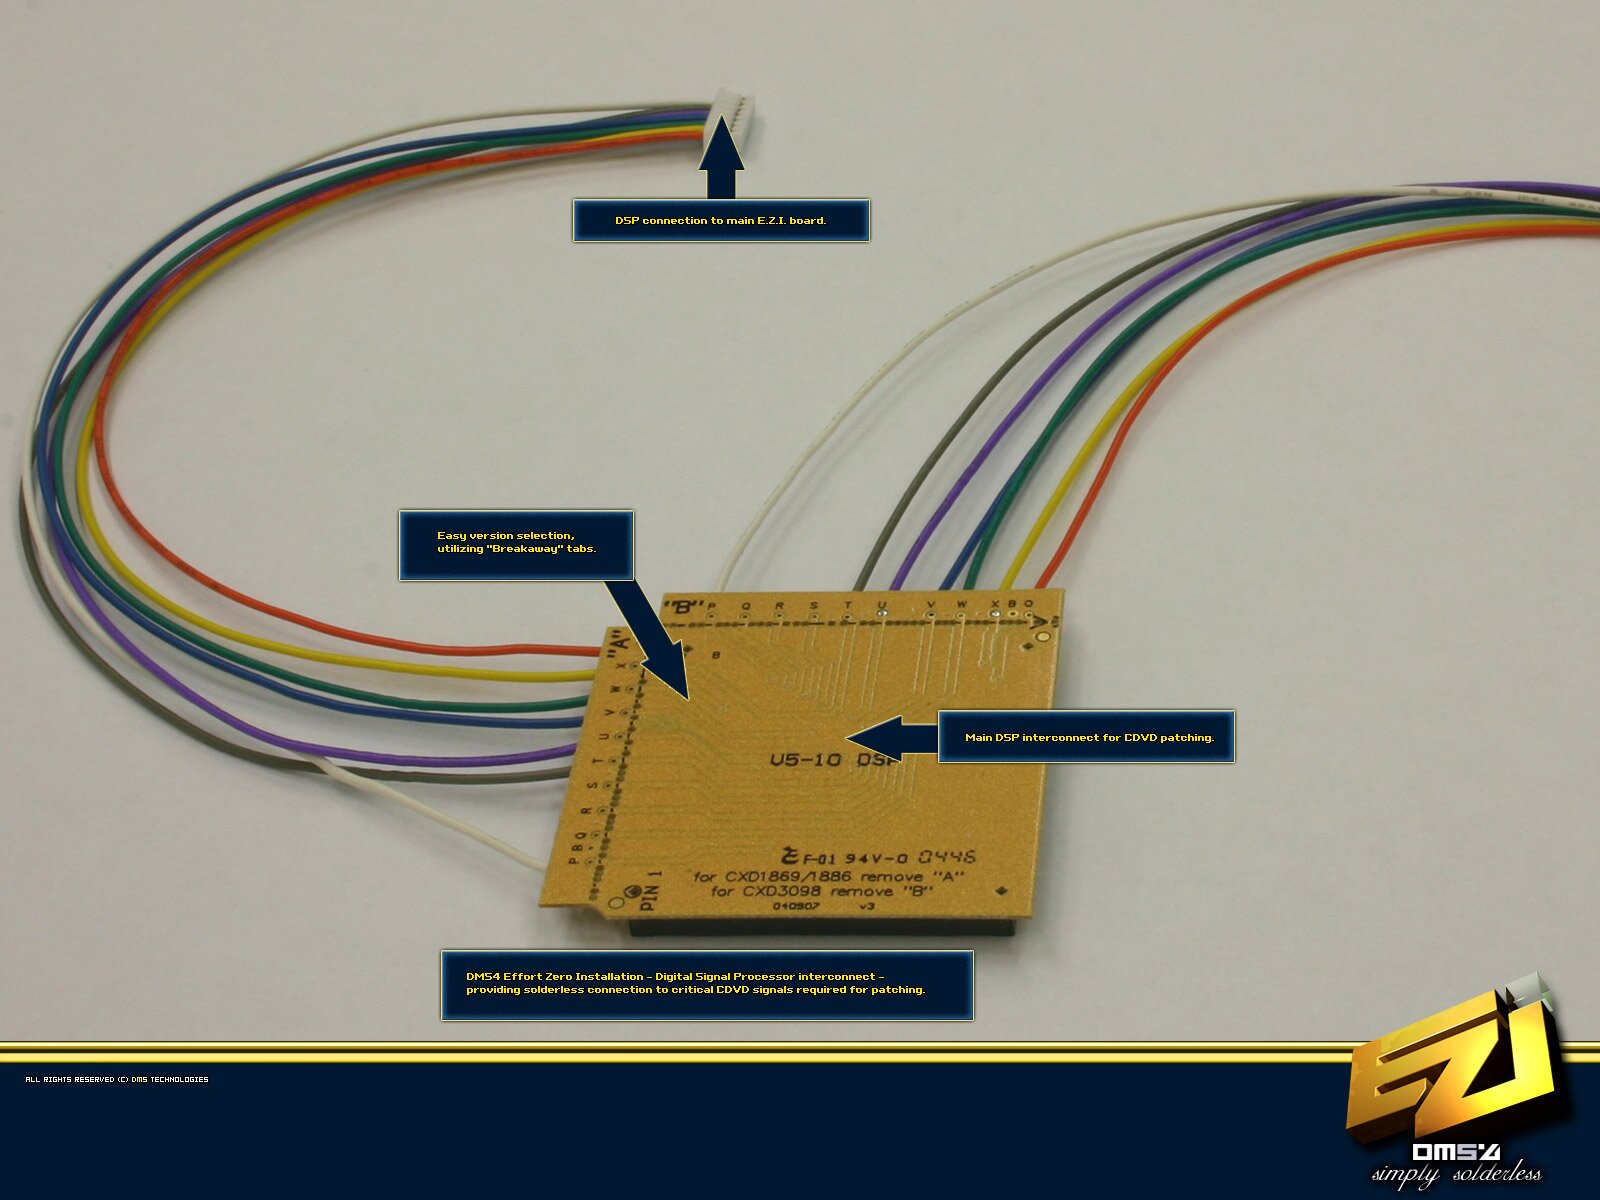 DSP connection to main E.Z.I. board.
Easy version selection,
utilizing "Breakaway" tabs.
"B" P Q R S T U V W X B O
"A"
X
W
V
U
T
S
R
Q
B
P
B
A
Main DSP interconnect for CDVD patching.
V5-10 DSP
F-01 94V-0 0446
for CXD1869/1886 remove "A"
for CXD3098 remove "B"
040907 v3
PIN 1
DMS4 Effort Zero Installation - Digital Signal Processor interconnect -
providing solderless connection to critical CDVD signals required for patching.
ALL RIGHTS RESERVED (C) DMS TECHNOLOGIES
EZI
DMS4
simply solderless